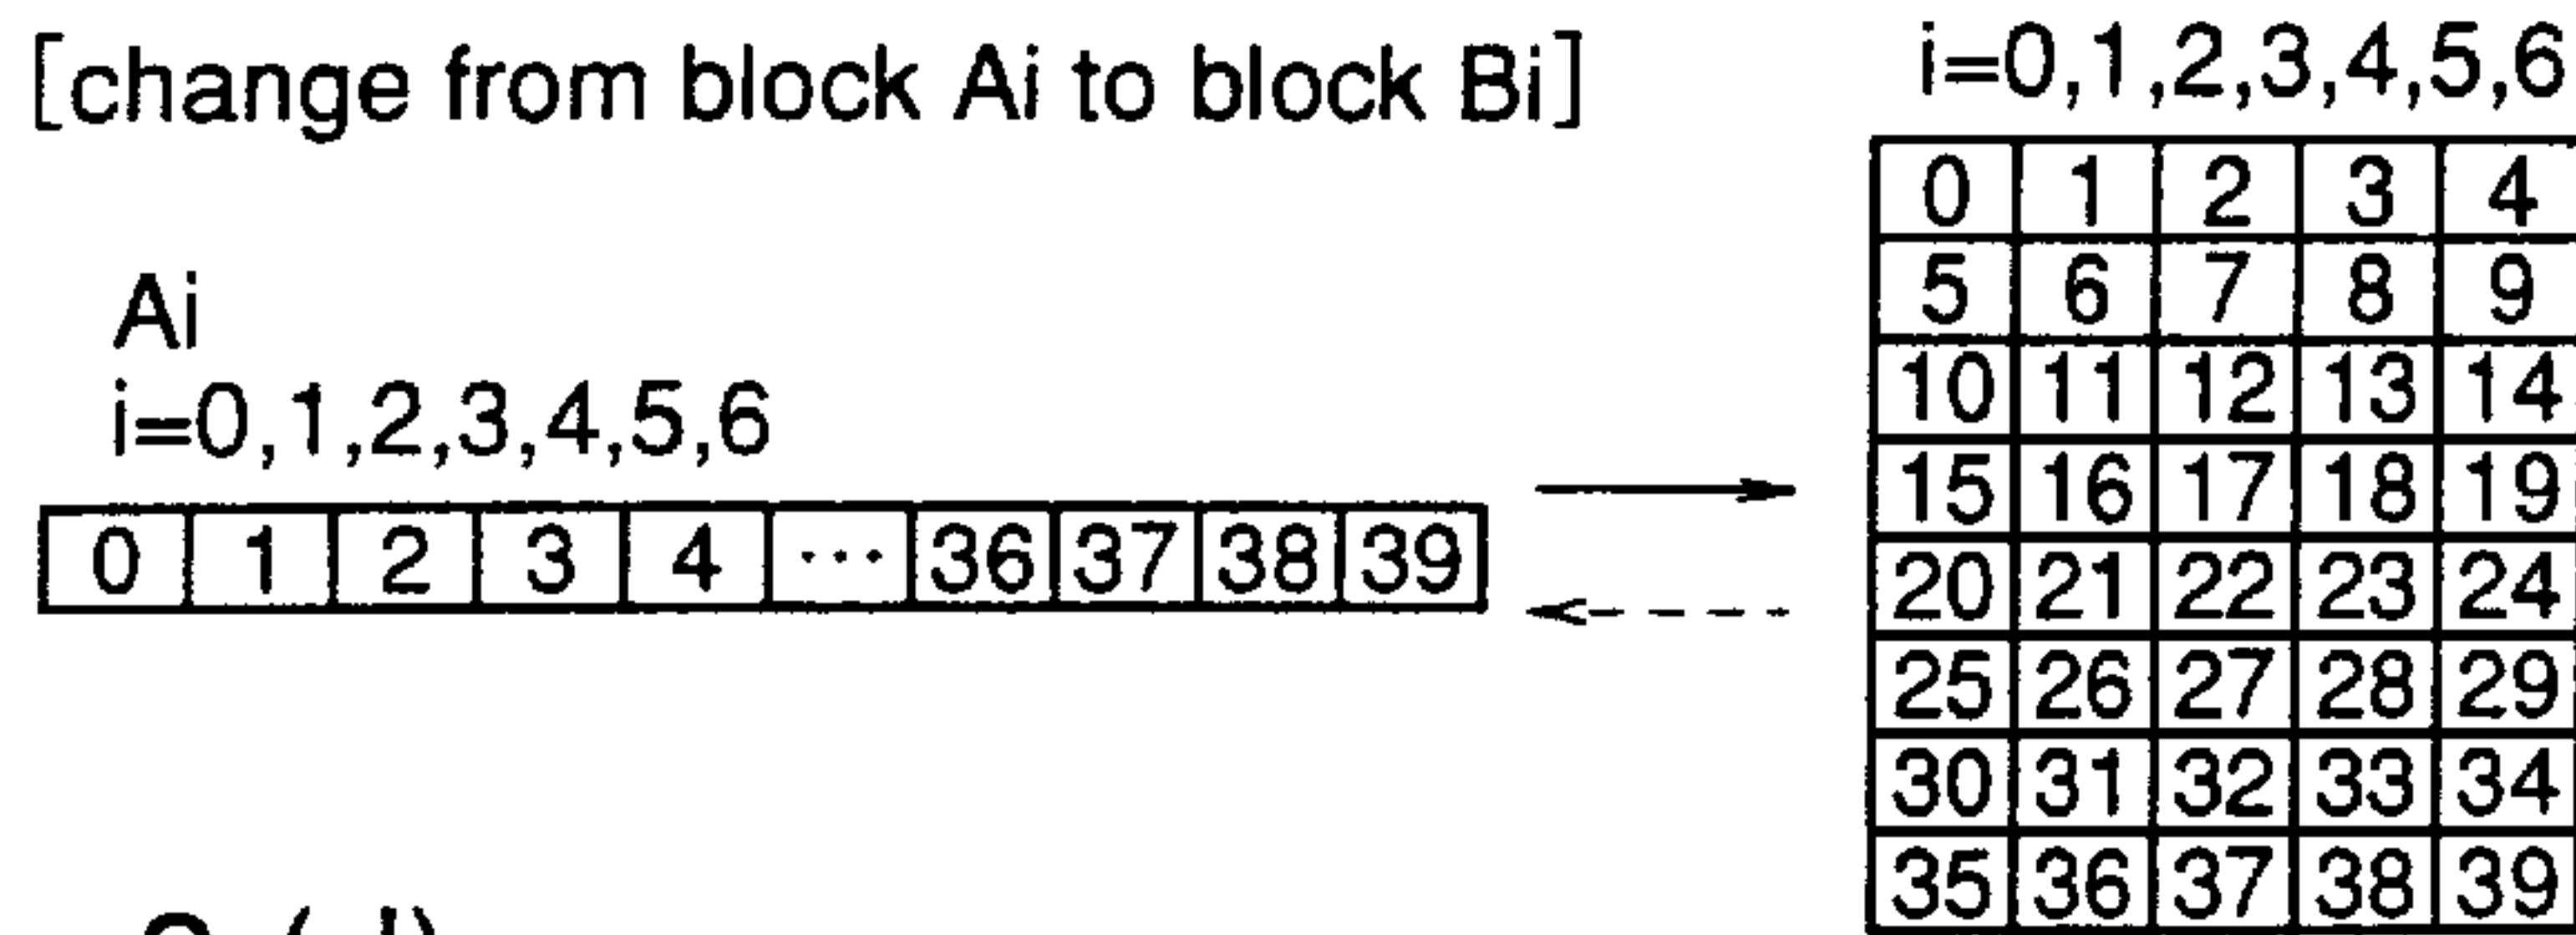 [change from block Ai to block Bi]
i=0,1,2,3,4,5,6
Ai
i=0,1,2,3,4,5,6
0 1 2 3 4 ... 36 37 38 39
0 1 2 3 4
5 6 7 8 9
10 11 12 13 14
15 16 17 18 19
20 21 22 23 24
25 26 27 28 29
30 31 32 33 34
35 36 37 38 39